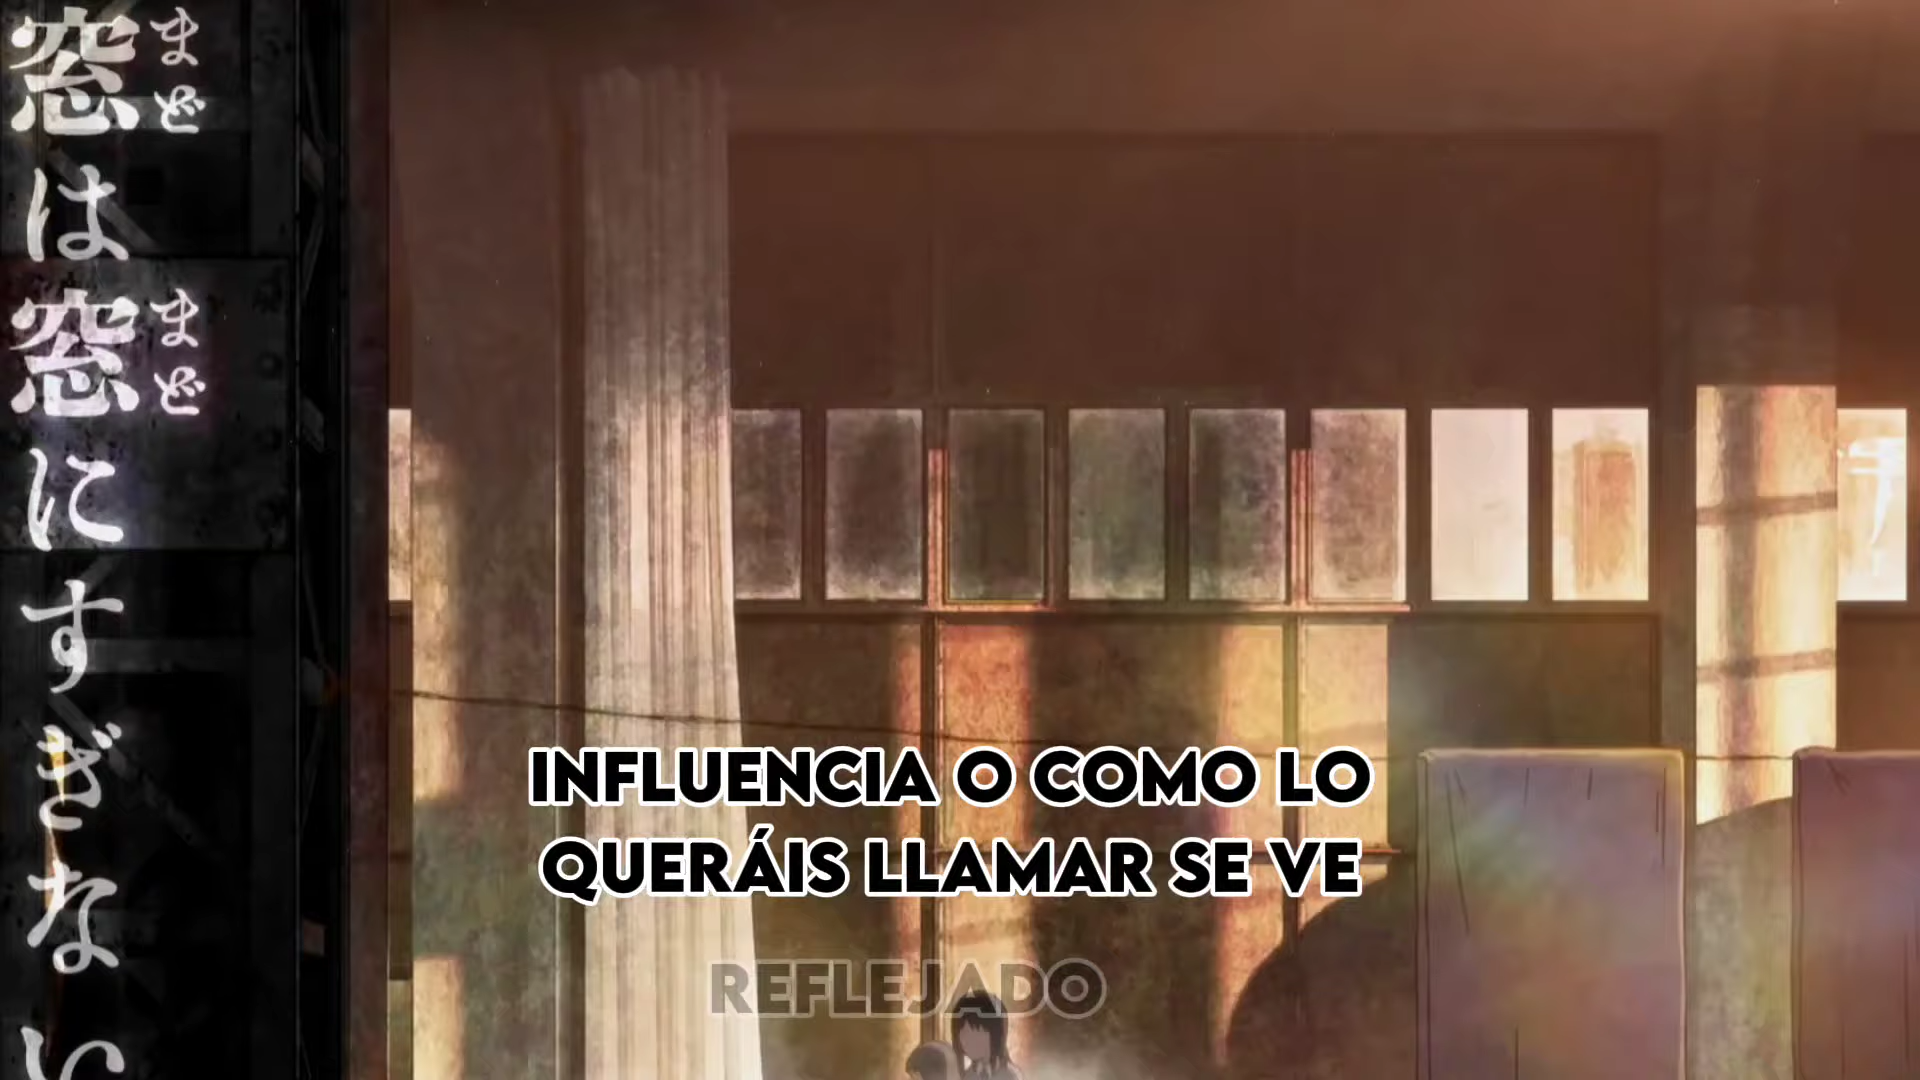 窓は窓にすぎない
まど
まど
INFLUENCIA O COMO LO
QUERÁIS LLAMAR SE VE
REFLEJADO